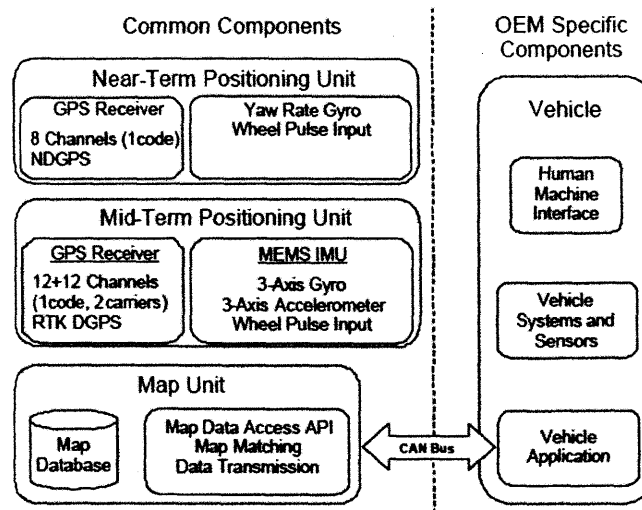 Common Components
OEM Specific
Components
Near-Term Positioning Unit
GPS Receiver
8 Channels (1code)
NDGPS
Yaw Rate Gyro
Wheel Pulse Input
Mid-Term Positioning Unit
GPS Receiver
12+12 Channels
(1code, 2carriers)
RTK DGPS
MEMS IMU
3-Axis Gyro
3-Axis Accelerometer
Wheel Pulse Input
Map Unit
Map
Database
Map Data Access API
Map Matching
Data Transmission
CAN Bus
Vehicle
Human
Machine
Interface
Vehicle
Systems and
Sensors
Vehicle
Application